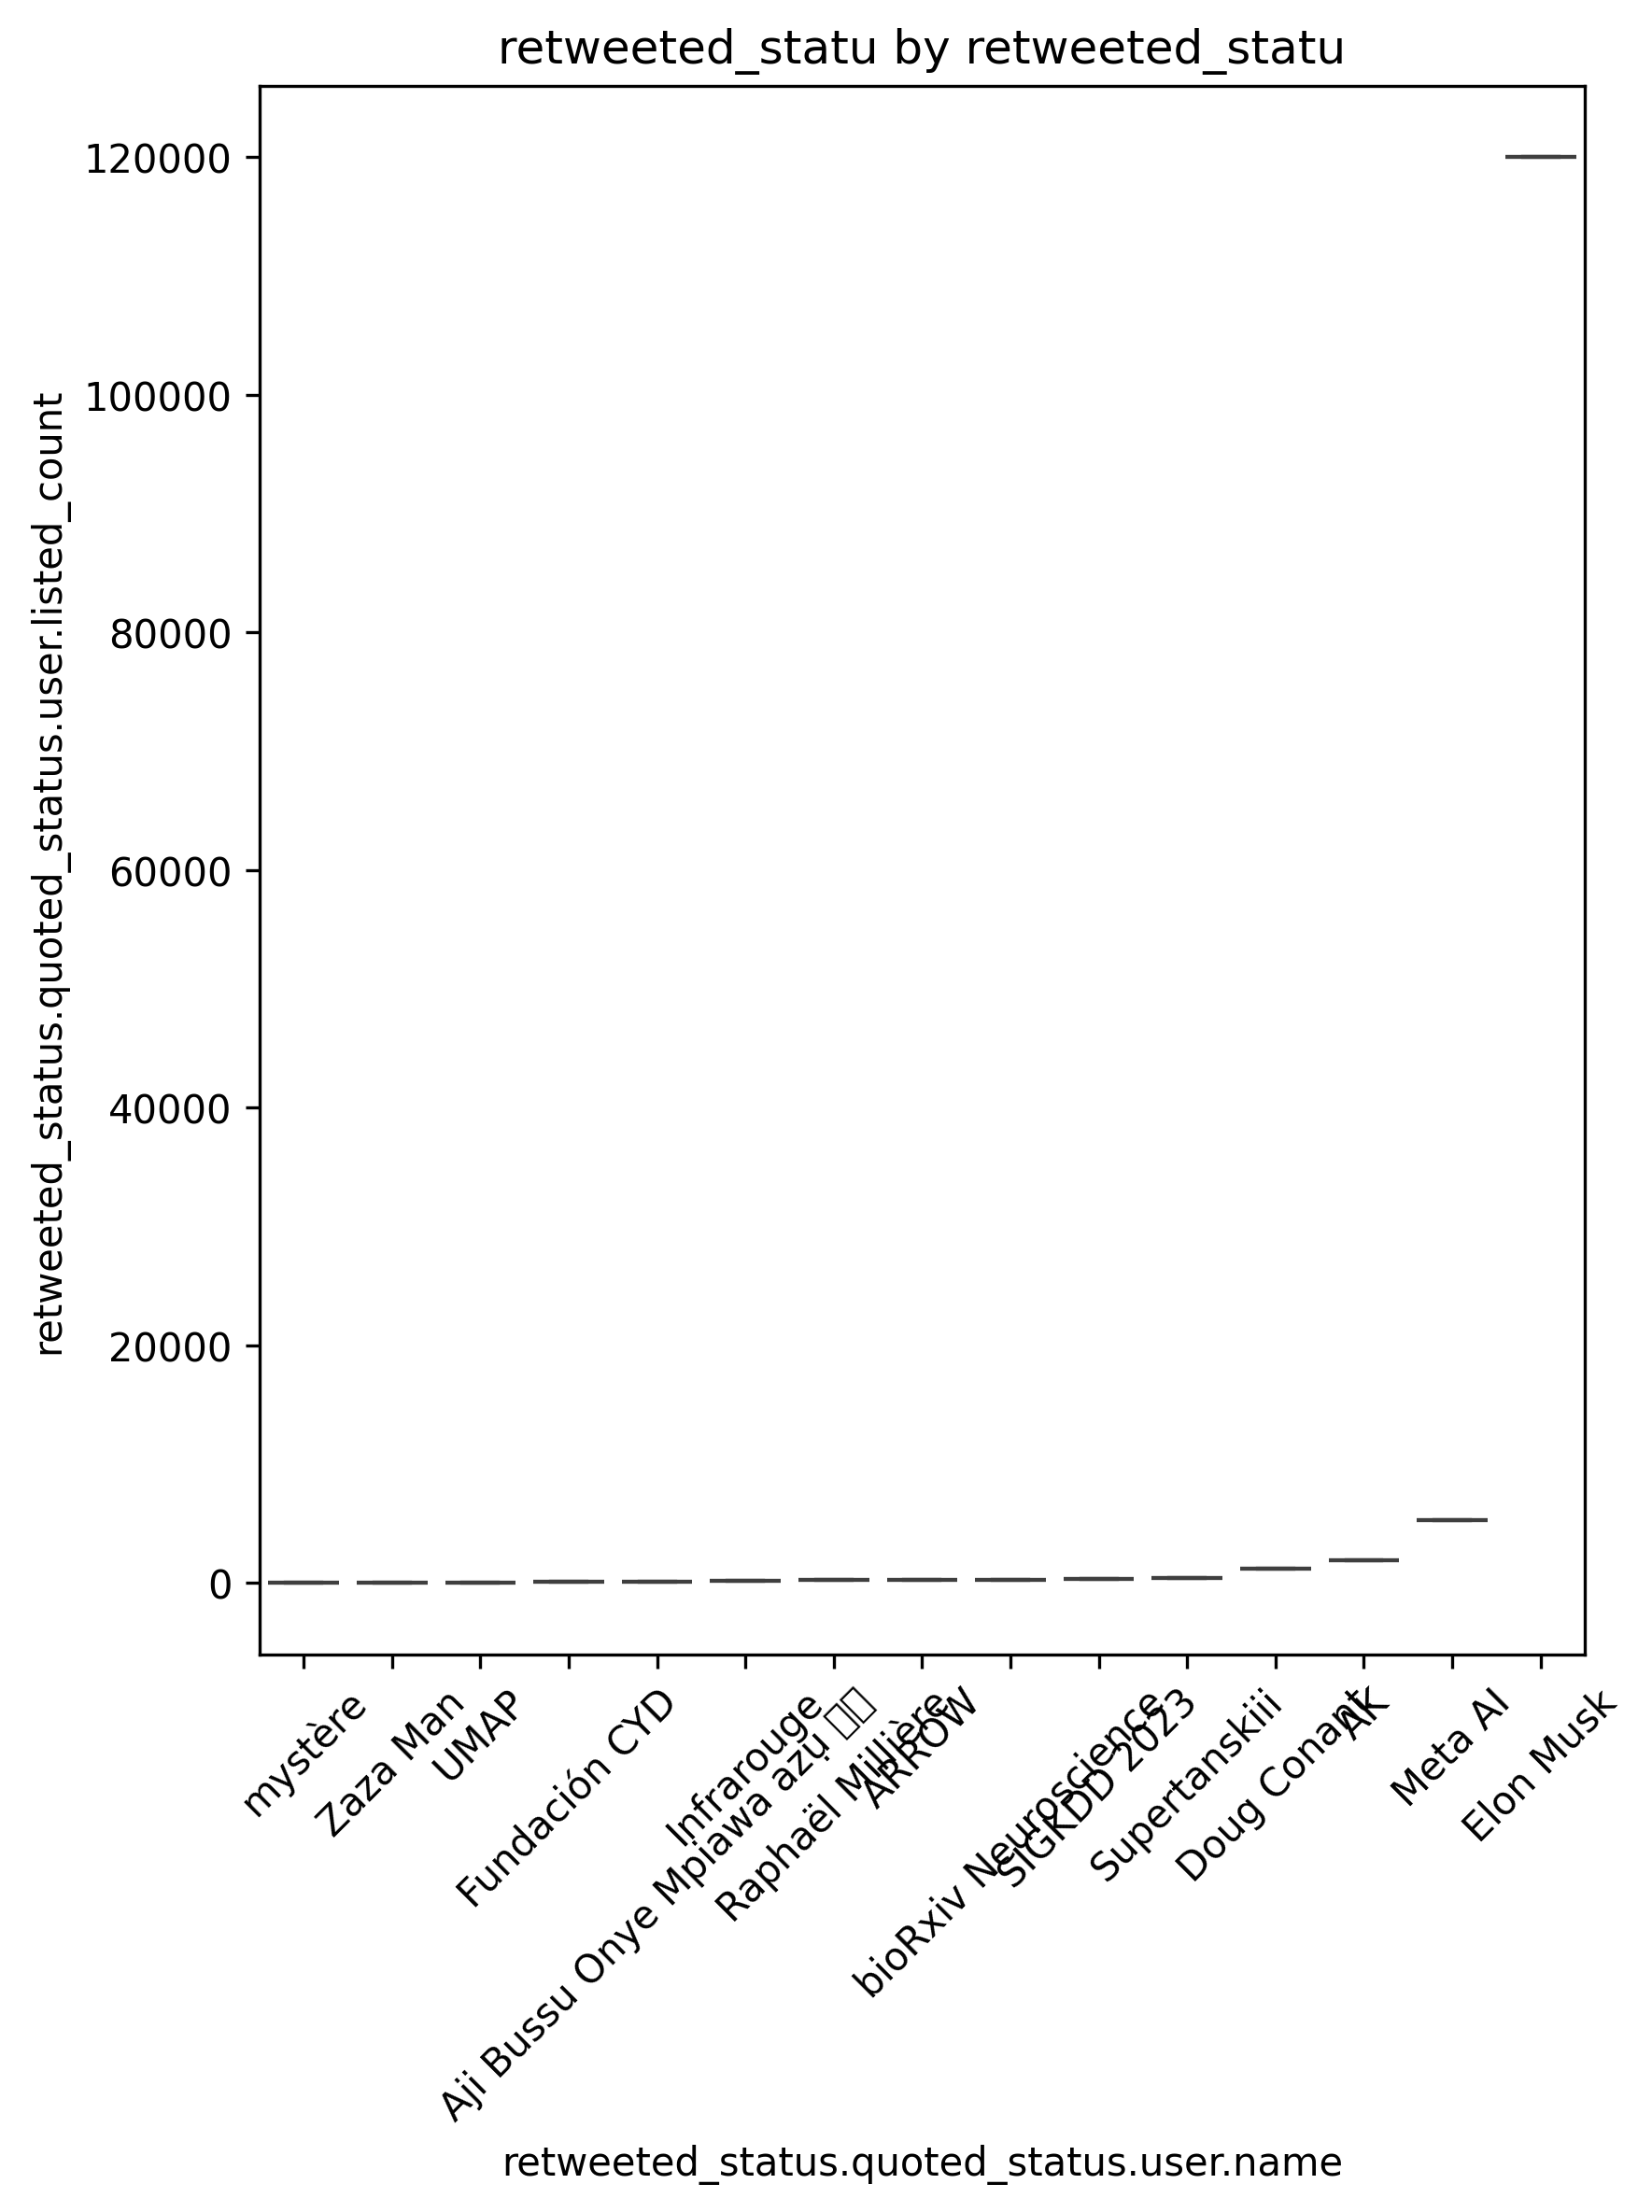 retweeted_statu by retweeted_statu
retweeted_status.quoted_status.user.listed_count
120000
100000
80000
60000
40000
20000
0
mystère
Zaza Man
UMAP
Fundación CYD
Infrarouge
Aji Bussu Onye Mpiawa azụ
Raphaël Millière
ARROW
bioRxiv Neuroscience
SIGKDD 2023
Supertanskiii
Doug Conant
AK
Meta AI
Elon Musk
retweeted_status.quoted_status.user.name